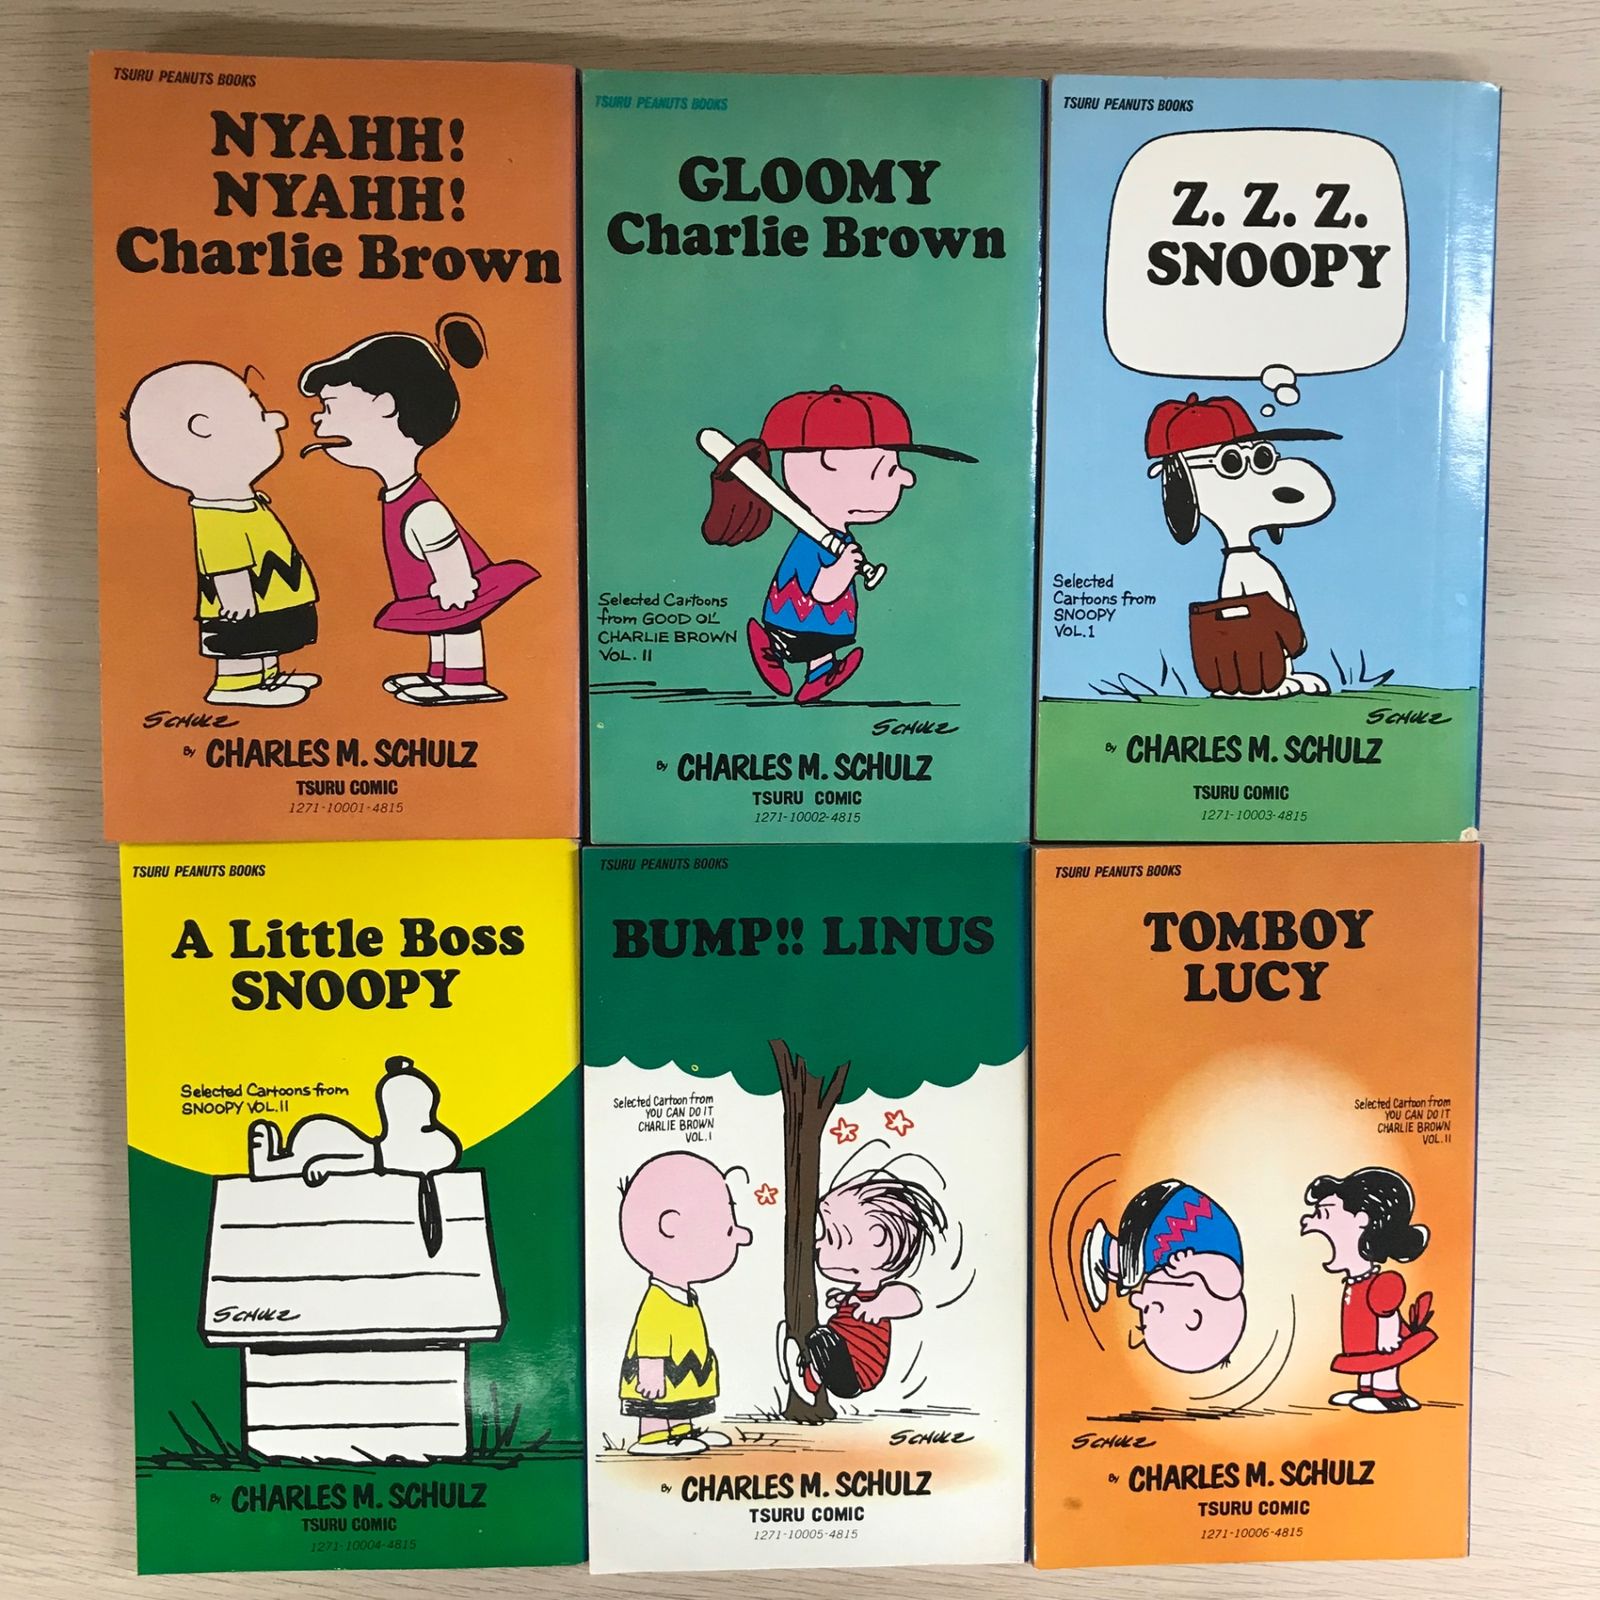 TSURU PEANUTS BOOKS
NYAHH!
NYAHH!
Charlie Brown
SCHULZ
By CHARLES M. SCHULZ
TSURU COMIC
1271-10001-4815
TSURU PEANUTS BOOKS
GLOOMY
Charlie Brown
Selected Cartoons
from GOOD OL'
CHARLIE BROWN
VOL. II
SCHULZ
By CHARLES M. SCHULZ
TSURU COMIC
1271-10002-4815
TSURU PEANUTS BOOKS
Z. Z. Z.
SNOOPY
Selected
Cartoons from
SNOOPY
VOL.1
SCHULZ
By CHARLES M. SCHULZ
TSURU COMIC
1271-10003-4815
TSURU PEANUTS BOOKS
A Little Boss
SNOOPY
Selected Cartoons from
SNOOPY VOL.II
SCHULZ
By CHARLES M. SCHULZ
TSURU COMIC
1271-10004-4815
TSURU PEANUTS BOOKS
BUMP!! LINUS
Selected Cartoon from
YOU CAN DO IT
CHARLIE BROWN
VOL.I
SCHULZ
By CHARLES M. SCHULZ
TSURU COMIC
1271-10005-4815
TSURU PEANUTS BOOKS
TOMBOY
LUCY
Selected Cartoon from
YOU CAN DO IT
CHARLIE BROWN
VOL.II
SCHULZ
By CHARLES M. SCHULZ
TSURU COMIC
1271-10006-4815